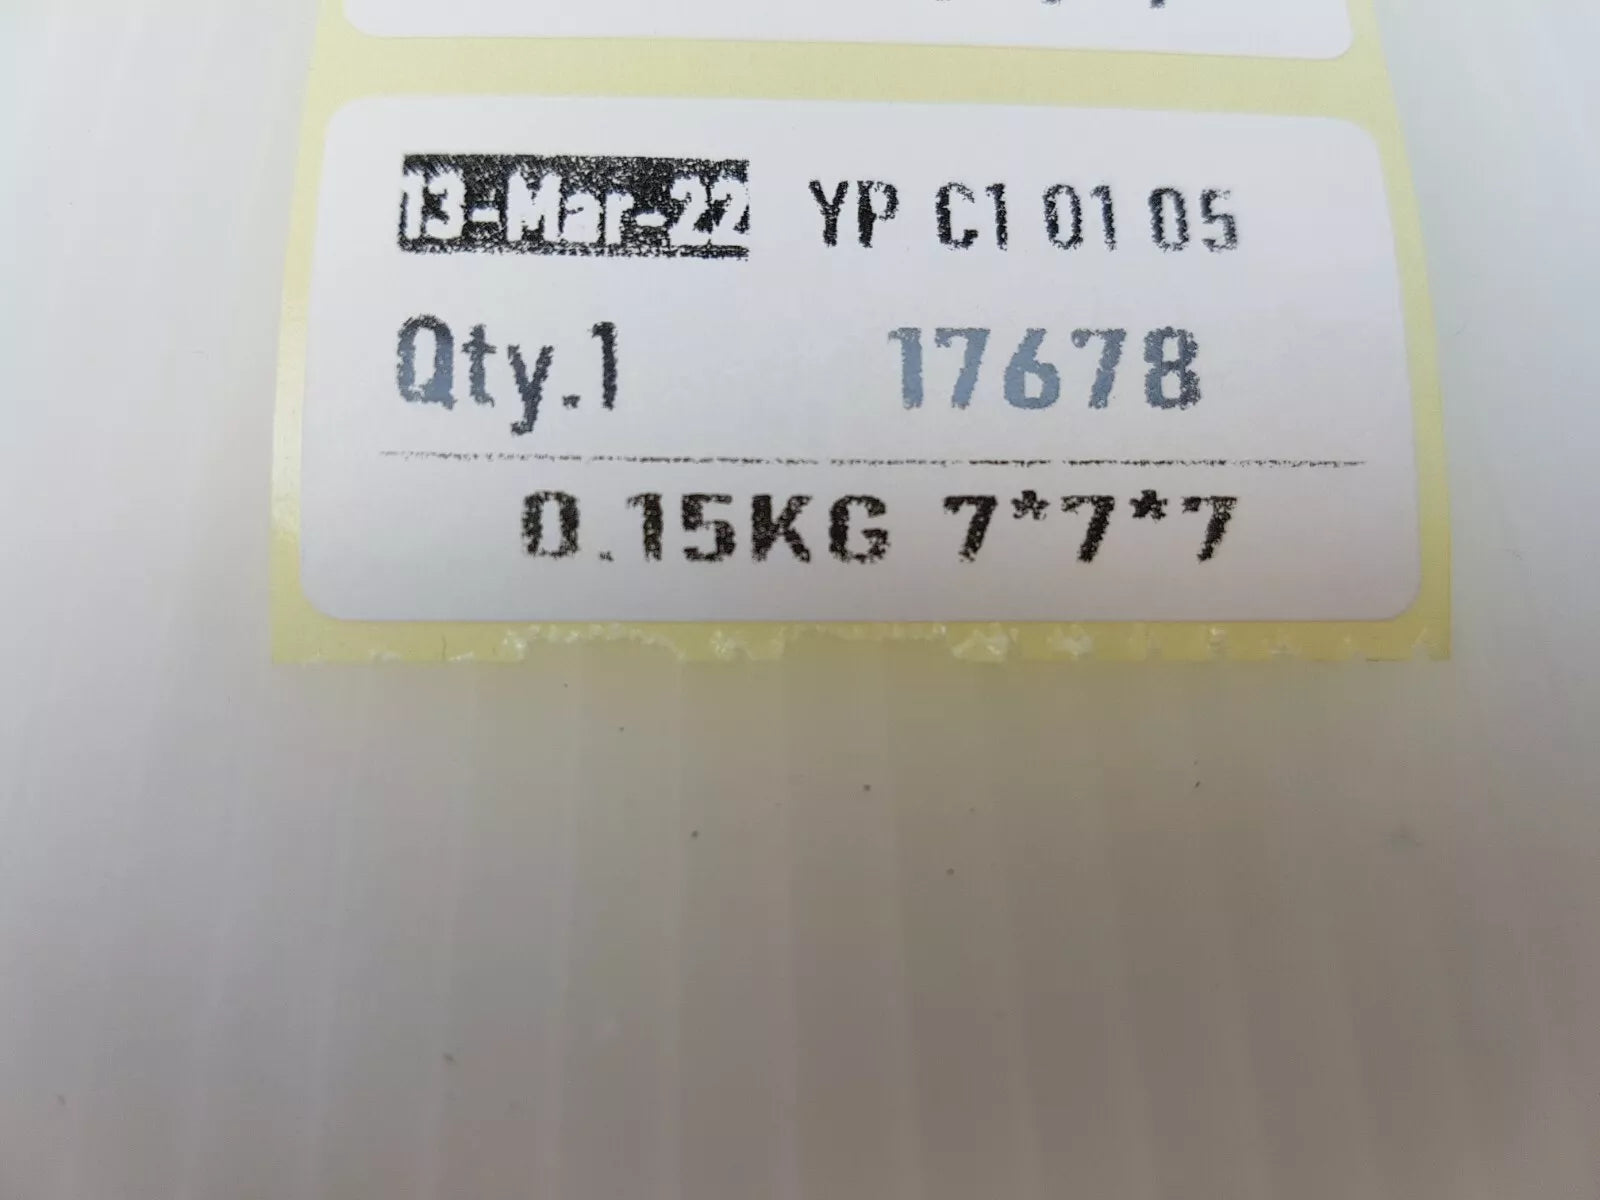 13-Mar-22 YP C1 01 05
Qty.1 17678
0.15KG 7*7*7